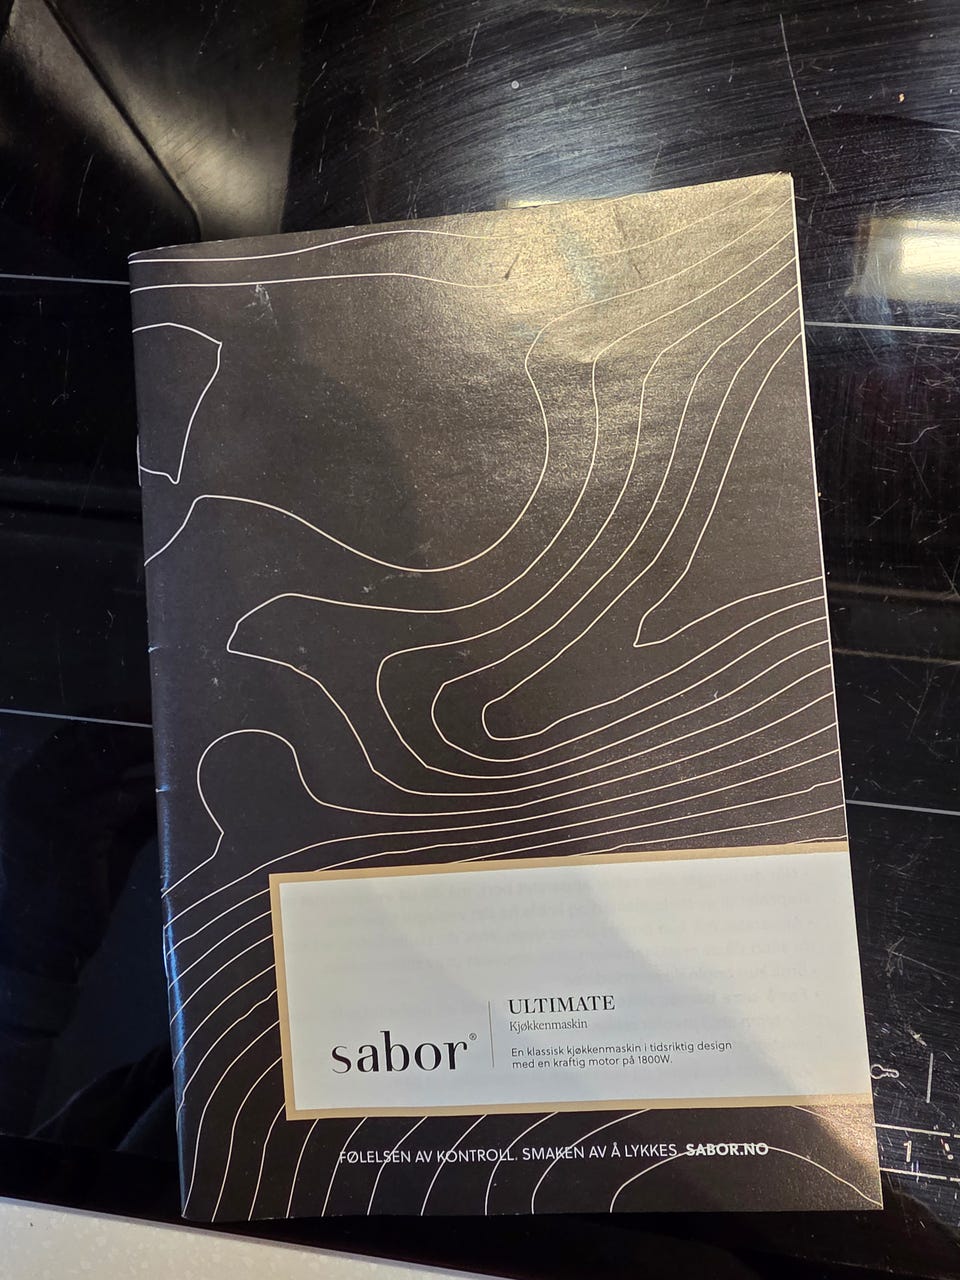 sabor®
ULTIMATE
Kjøkkenmaskin
En klassisk kjøkkenmaskin i tidsriktig design
med en kraftig motor på 1800W.
FØLELSEN AV KONTROLL. SMAKEN AV Å LYKKES SABOR.NO
1